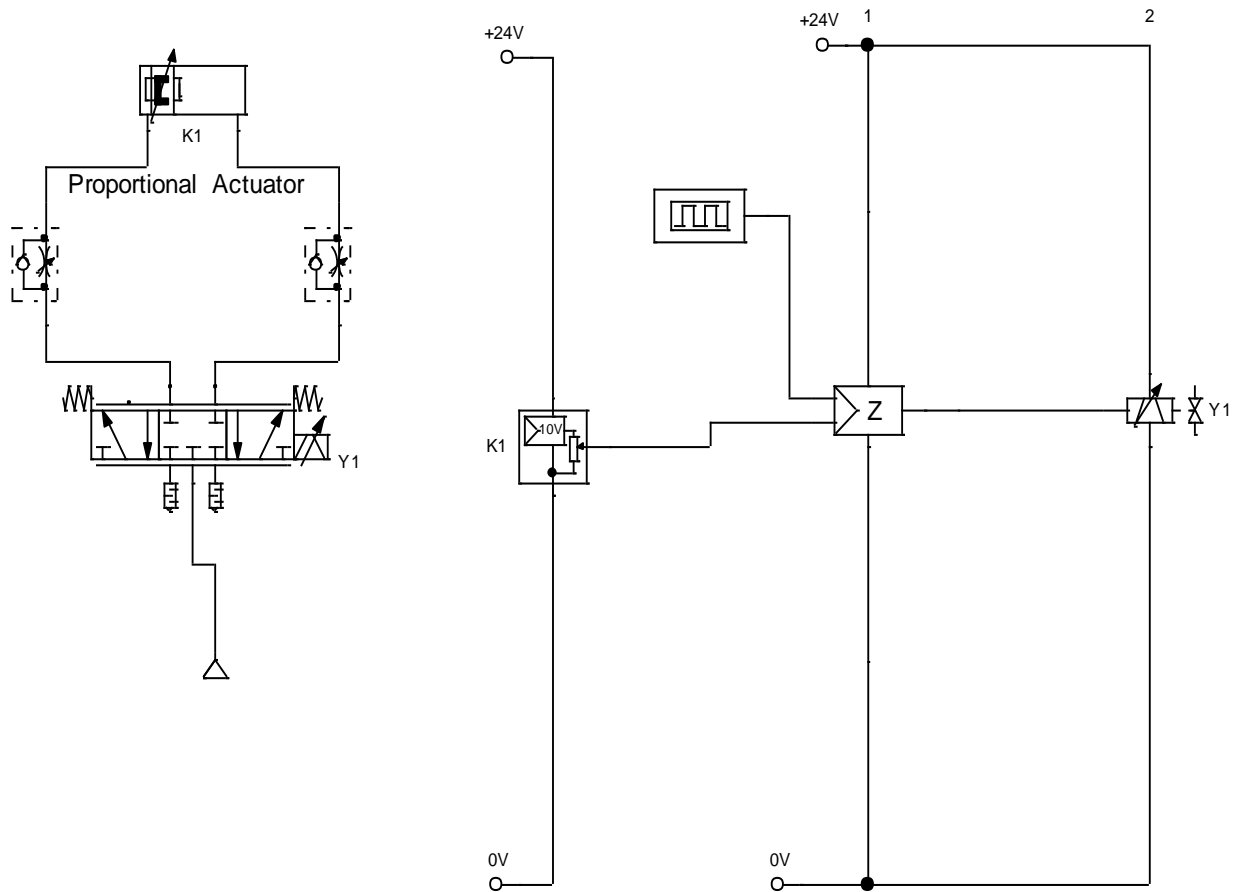 1
2
+24V
+24V
K1
Proportional Actuator
10V
K1
Z
Y1
Y1
0V
0V